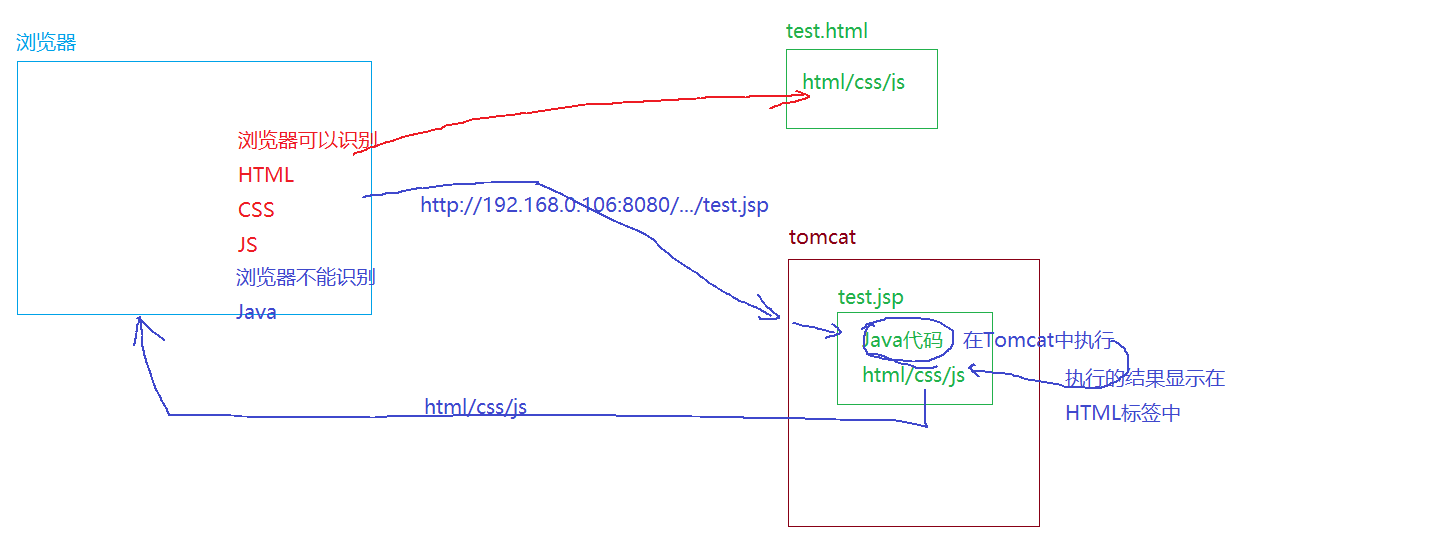 浏览器
浏览器可以识别
HTML
CSS
JS
浏览器不能识别
Java
test.html
html/css/js
http://192.168.0.106:8080/.../test.jsp
tomcat
test.jsp
Java代码 在Tomcat中执行
html/css/js
执行的结果显示在
HTML标签中
html/css/js